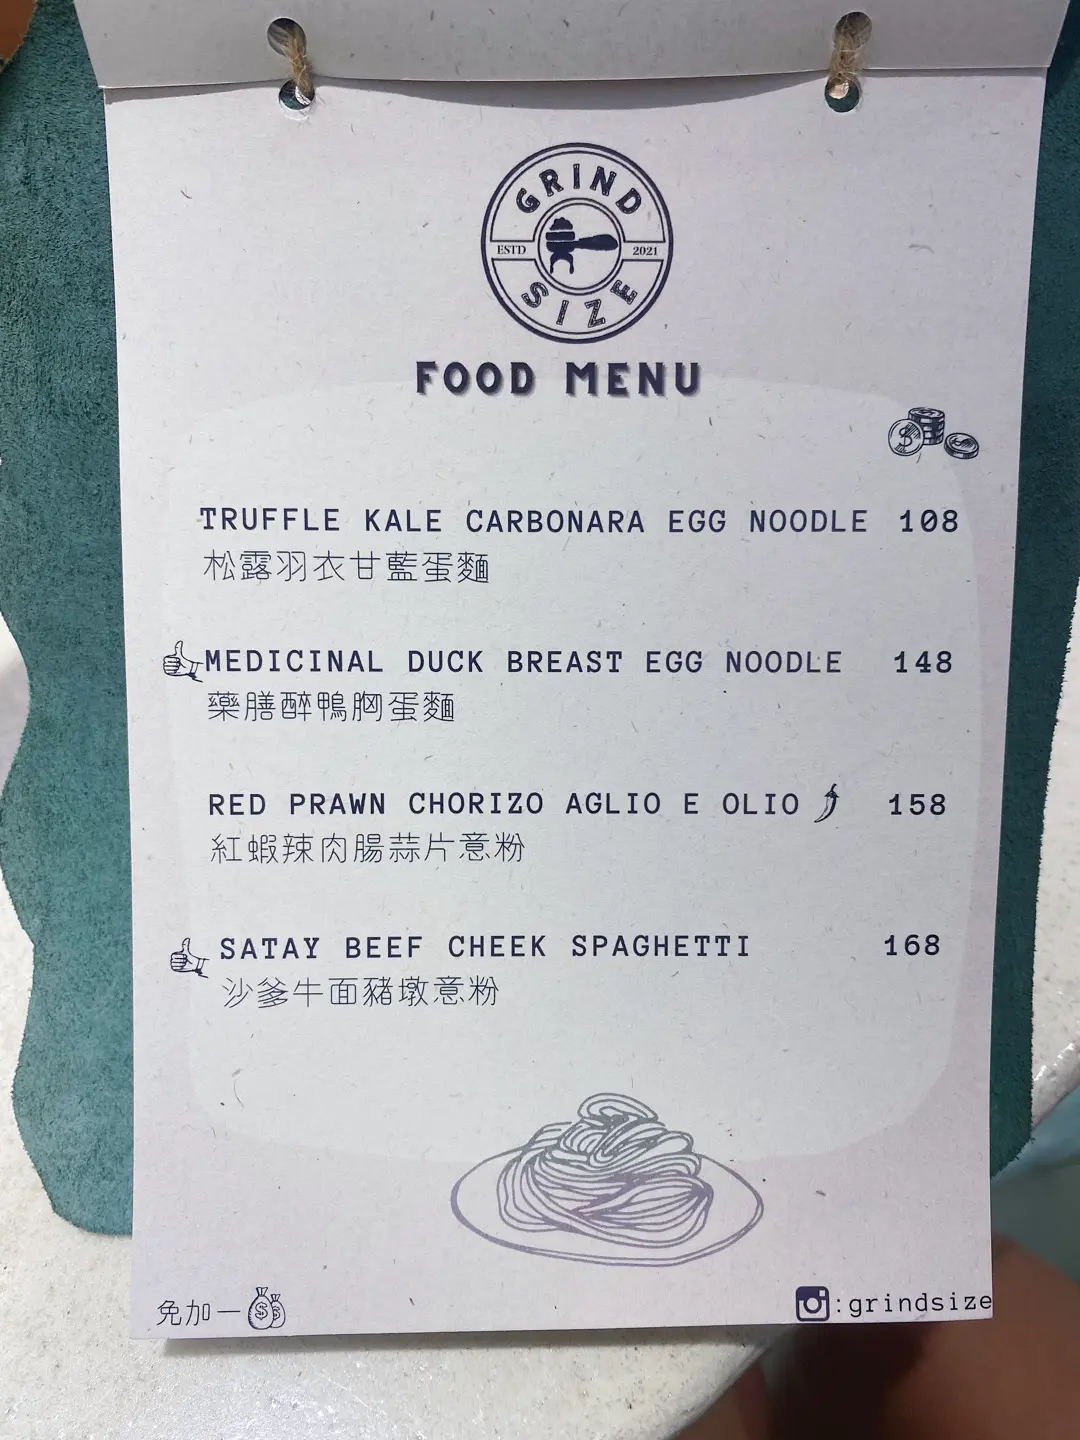 GRIND
ESTD 2021
SIZE
FOOD MENU
TRUFFLE KALE CARBONARA EGG NOODLE 108
松露羽衣甘藍蛋麵
MEDICINAL DUCK BREAST EGG NOODLE 148
藥膳醉鴨胸蛋麵
RED PRAWN CHORIZO AGLIO E OLIO 158
紅蝦辣肉腸蒜片意粉
SATAY BEEF CHEEK SPAGHETTI 168
沙爹牛面豬墩意粉
免加一
:grindsize